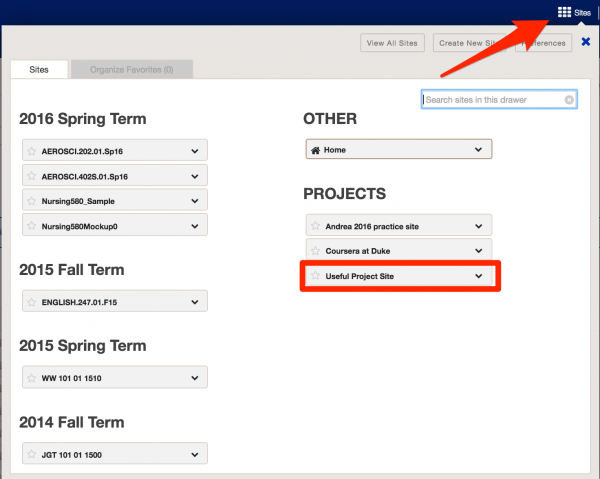 Sites
View All Sites
Create New Sit
ferences
Sites
Organize Favorites (0)
Search sites in this drawer
2016 Spring Term
AEROSCI.202.01.Sp16
AEROSCI.402S.01.Sp16
Nursing580_Sample
Nursing580Mockup0
2015 Fall Term
ENGLISH.247.01.F15
2015 Spring Term
WW 101 01 1510
2014 Fall Term
JGT 101 01 1500
OTHER
Home
PROJECTS
Andrea 2016 practice site
Coursera at Duke
Useful Project Site